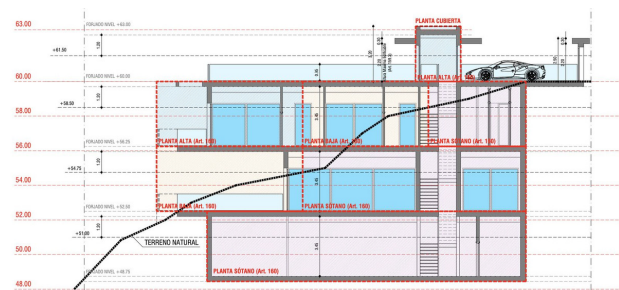 PLANTA CUBIERTA
63.00
FORJADO NIVEL +63.00
+61.50
60.00
FORJADO NIVEL +60.00
PLANTA ALTA (Art. 160)
+58.50
58.00
PLANTA ALTA (Art. 160)
PLANTA BAJA (Art. 160)
PLANTA SÓTANO (Art. 160)
56.00
FORJADO NIVEL +56.25
+54.75
54.00
PLANTA BAJA (Art. 160)
PLANTA SÓTANO (Art. 160)
52.00
FORJADO NIVEL +52.50
+51.00
TERRENO NATURAL
50.00
PLANTA SÓTANO (Art. 160)
FORJADO NIVEL +48.75
48.00